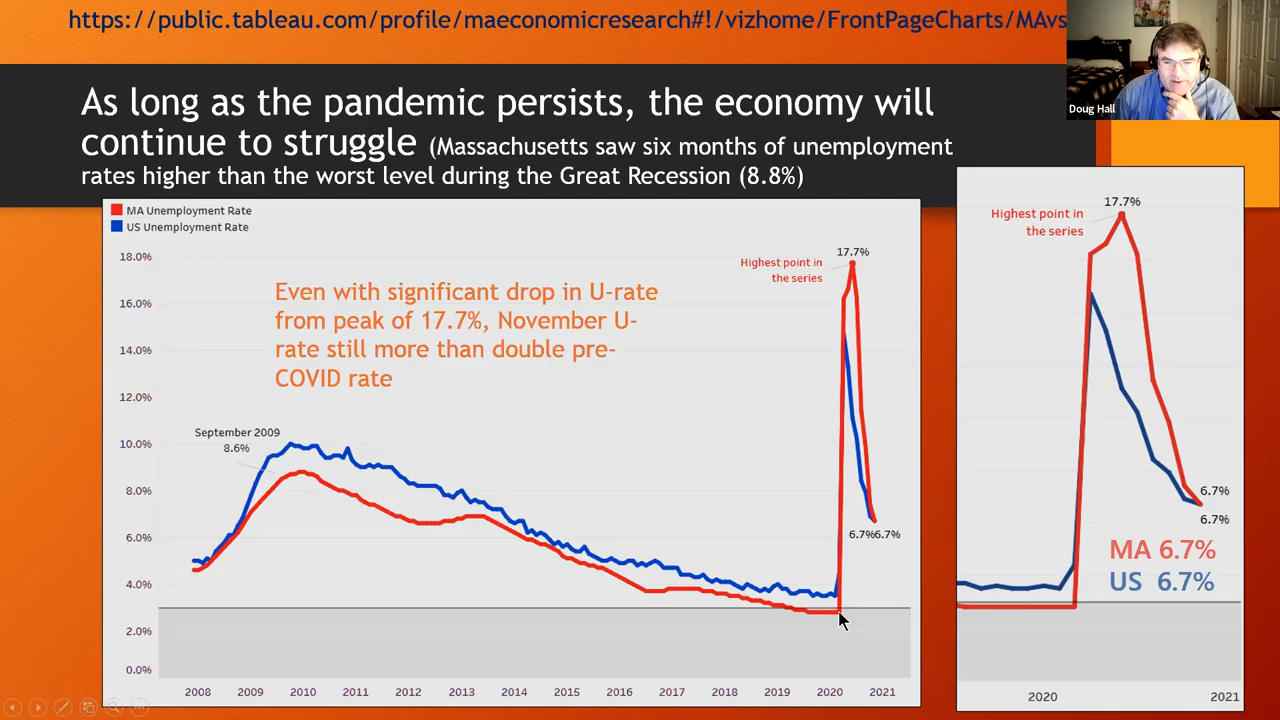 https://public.tableau.com/profile/maeconomicresearch#!/vizhome/FrontPageCharts/MAvs
Doug Hall
As long as the pandemic persists, the economy will
continue to struggle (Massachusetts saw six months of unemployment
rates higher than the worst level during the Great Recession (8.8%)
MA Unemployment Rate
US Unemployment Rate
18.0%
16.0%
14.0%
12.0%
10.0%
8.0%
6.0%
4.0%
2.0%
0.0%
Even with significant drop in U-rate
from peak of 17.7%, November U-
rate still more than double pre-
COVID rate
September 2009
8.6%
Highest point in
the series
17.7%
6.7%6.7%
2008 2009 2010 2011 2012 2013 2014 2015 2016 2017 2018 2019 2020 2021
17.7%
Highest point in
the series
6.7%
6.7%
MA 6.7%
US 6.7%
2020 2021